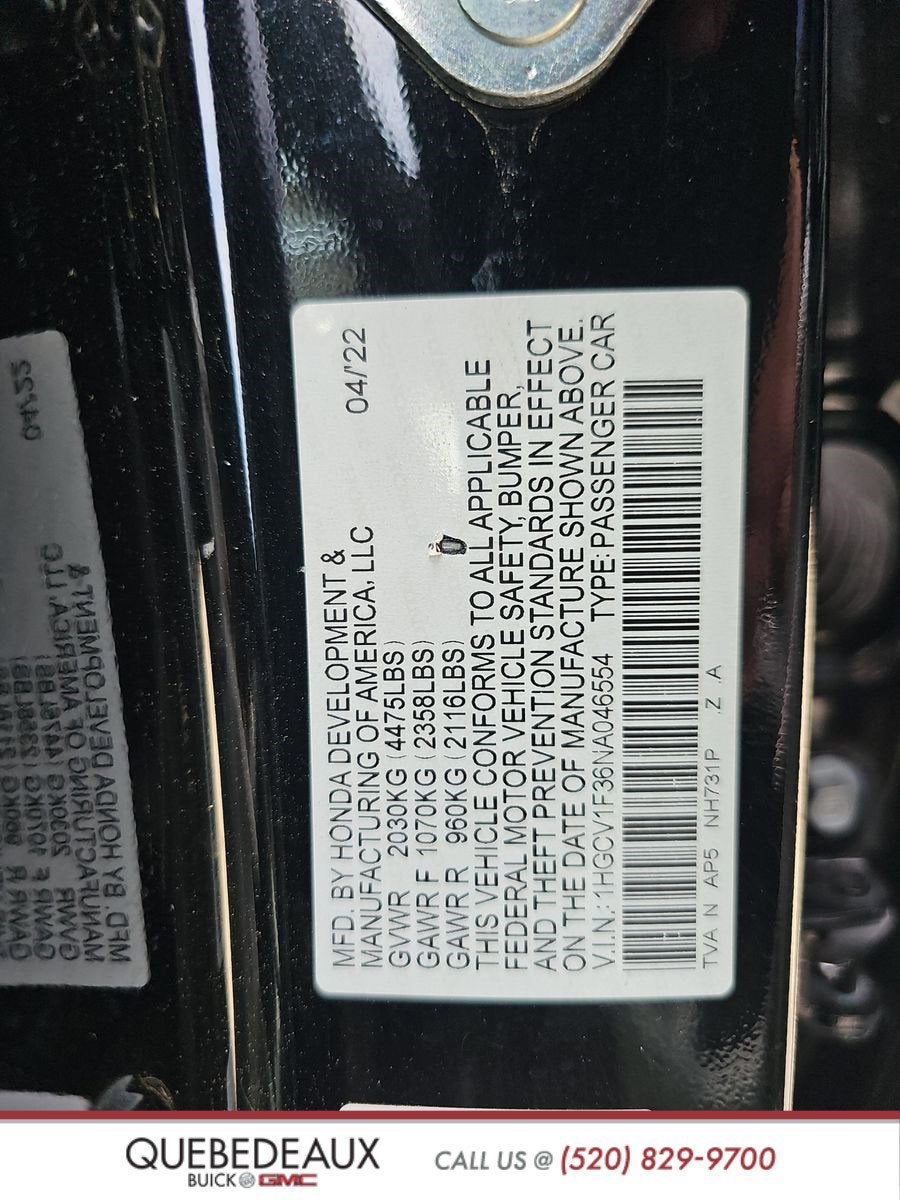 MFD. BY HONDA DEVELOPMENT &
MANUFACTURING OF AMERICA, LLC 04/'22
GVWR 2030KG (4475LBS)
GAWR F 1070KG (2358LBS)
GAWR R 960KG (2116LBS)
THIS VEHICLE CONFORMS TO ALL APPLICABLE
FEDERAL MOTOR VEHICLE SAFETY, BUMPER,
AND THEFT PREVENTION STANDARDS IN EFFECT
ON THE DATE OF MANUFACTURE SHOWN ABOVE.
V.I.N.: 1HGCV1F36NA046554 TYPE: PASSENGER CAR
TVA N AP5 NH731P Z A
QUEBEDEAUX
BUICK GMC
CALL US @ (520) 829-9700